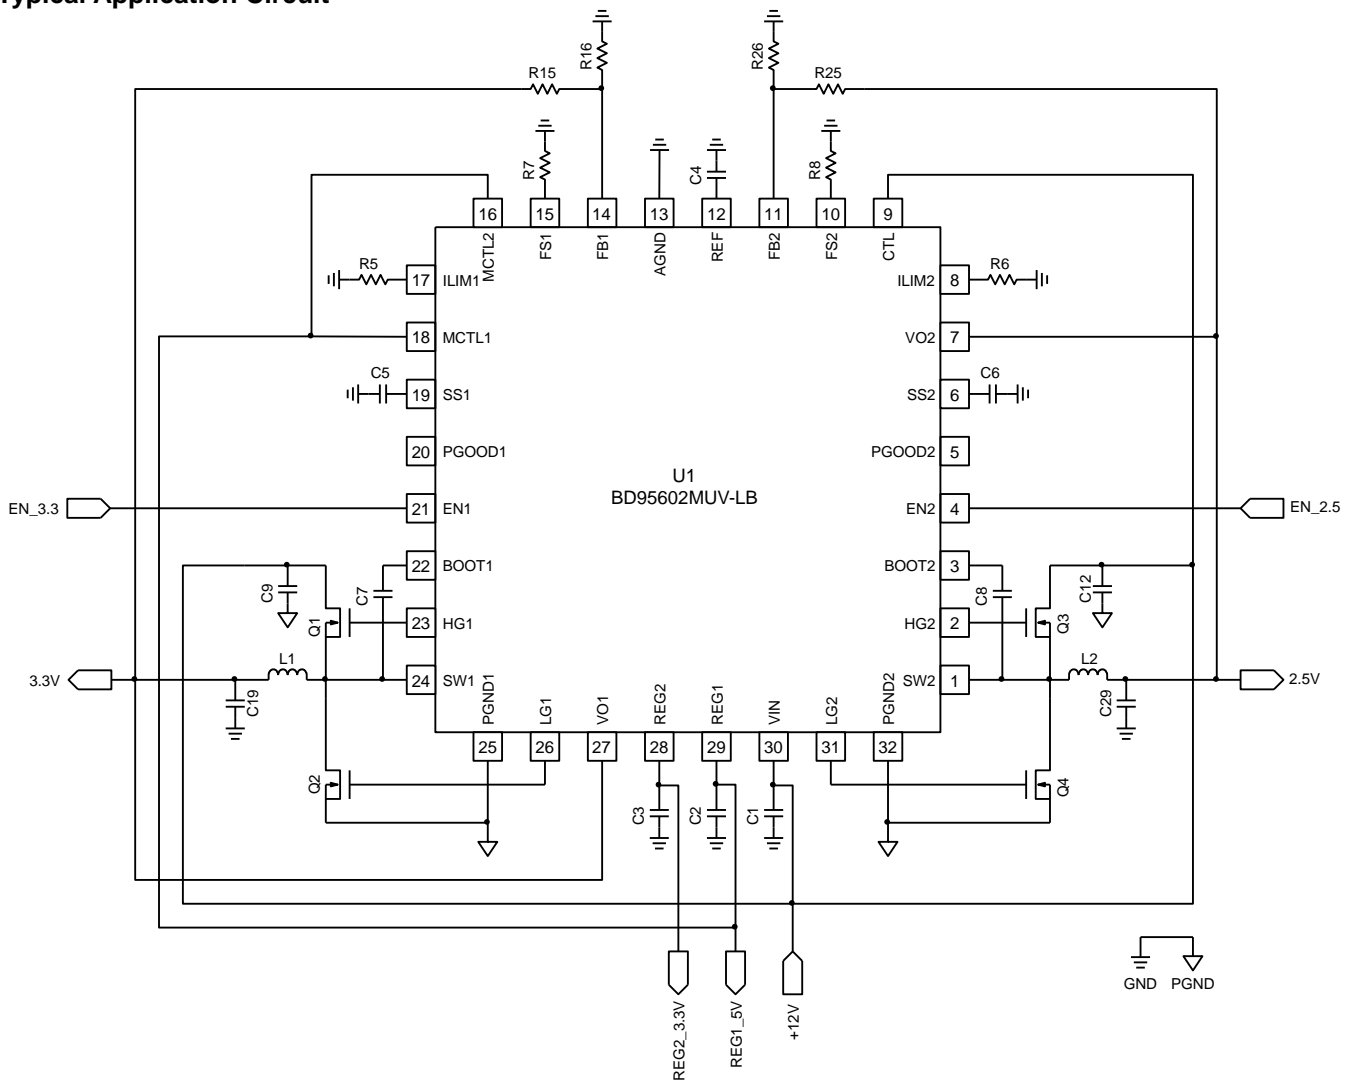 Typical Application Circuit
R16
R26
R15
R25
R7
C4
R8
16
15
14
13
12
11
10
9
MCTL2
FS1
FB1
AGND
REF
FB2
FS2
CTL
R5
17
ILIM1
ILIM2
8
R6
18
MCTL1
VO2
7
C5
19
SS1
SS2
6
C6
20
PGOOD1
PGOOD2
5
U1
BD95602MUV-LB
EN_3.3
21
EN1
EN2
4
EN_2.5
22
BOOT1
BOOT2
3
C9
C7
C8
C12
Q1
23
HG1
HG2
2
Q3
3.3V
L1
24
SW1
SW2
1
L2
2.5V
C19
C29
PGND1
LG1
VO1
REG2
REG1
VIN
LG2
PGND2
25
26
27
28
29
30
31
32
Q2
Q4
C3
C2
C1
GND
PGND
REG2_3.3V
REG1_5V
+12V